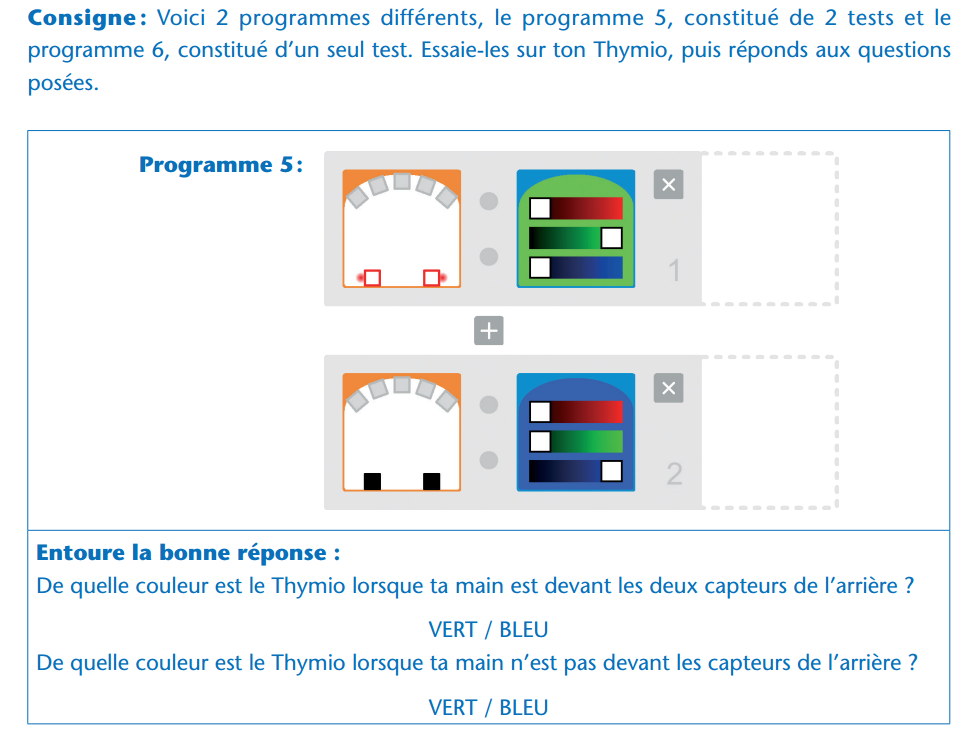 Consigne : Voici 2 programmes différents, le programme 5, constitué de 2 tests et le
programme 6, constitué d’un seul test. Essaie-les sur ton Thymio, puis réponds aux questions
posées.
Programme 5 :
1
2
Entoure la bonne réponse :
De quelle couleur est le Thymio lorsque ta main est devant les deux capteurs de l’arrière ?
VERT / BLEU
De quelle couleur est le Thymio lorsque ta main n’est pas devant les capteurs de l’arrière ?
VERT / BLEU